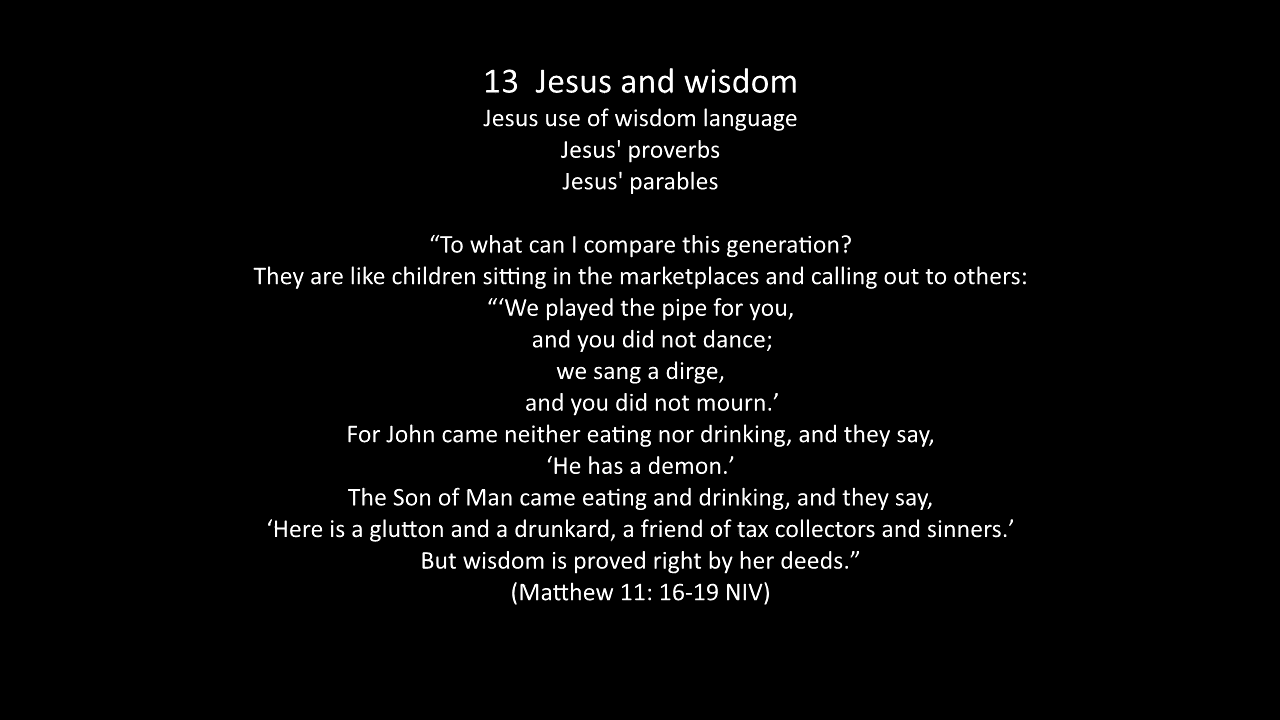 13  Jesus and wisdom
Jesus use of wisdom language
Jesus' proverbs
Jesus' parables
“To what can I compare this generation?
They are like children sitting in the marketplaces and calling out to others:
“‘We played the pipe for you,
and you did not dance;
we sang a dirge,
and you did not mourn.’
For John came neither eating nor drinking, and they say,
‘He has a demon.’
The Son of Man came eating and drinking, and they say,
‘Here is a glutton and a drunkard, a friend of tax collectors and sinners.’
But wisdom is proved right by her deeds.”
(Matthew 11: 16-19 NIV)